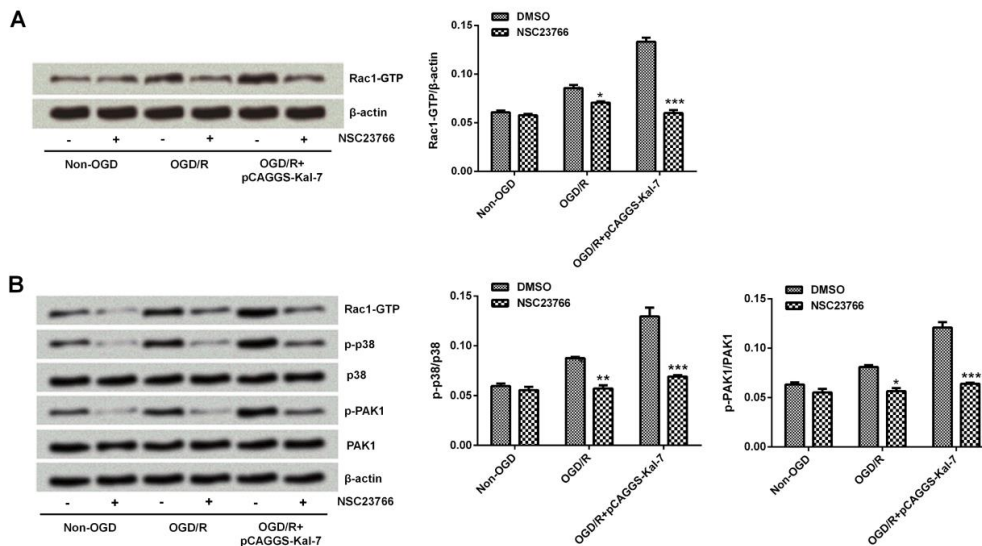 A
Rac1-GTP
β-actin
- + - + - + NSC23766
Non-OGD OGD/R OGD/R+
pCAGGS-Kal-7
DMSO
NSC23766
Rac1-GTP/β-actin
0.15
0.10
0.05
0.00
* ***
Non-OGD
OGD/R
OGD/R+pCAGGS-Kal-7
B
Rac1-GTP
p-p38
p38
p-PAK1
PAK1
β-actin
- + - + - + NSC23766
Non-OGD OGD/R OGD/R+
pCAGGS-Kal-7
DMSO
NSC23766
p-p38/p38
0.15
0.10
0.05
0.00
** ***
Non-OGD
OGD/R
OGD/R+pCAGGS-Kal-7
DMSO
NSC23766
p-PAK1/PAK1
0.15
0.10
0.05
0.00
* ***
Non-OGD
OGD/R
OGD/R+pCAGGS-Kal-7